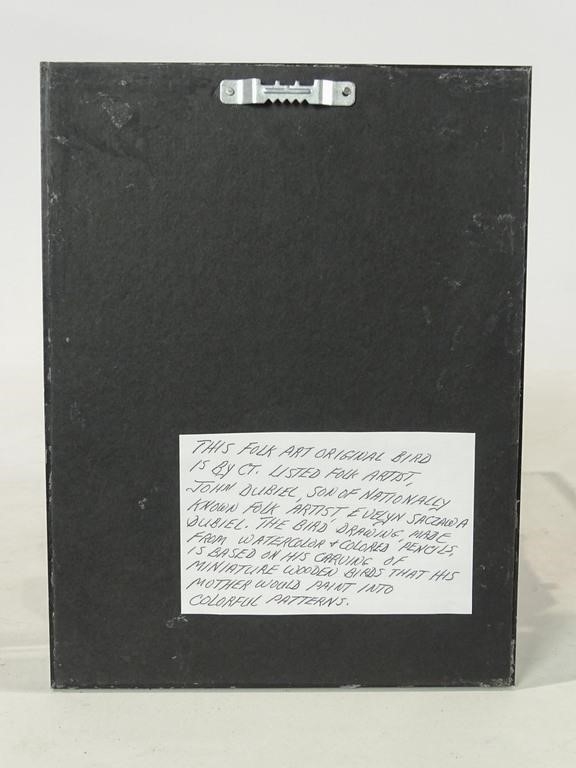 THIS FOLK ART ORIGINAL BIRD
IS BY CT. LISTED FOLK ARTIST,
JOHN DUBIEL, SON OF NATIONALLY
KNOWN FOLK ARTIST, EVELYN SACZAWA
DUBIEL. THE BIRD DRAWING, MADE
FROM WATERCOLOR & COLORED PENCILS,
IS BASED ON HIS CARVING OF
MINIATURE WOODEN BIRDS THAT HIS
MOTHER WOULD PAINT INTO
COLORFUL PATTERNS.